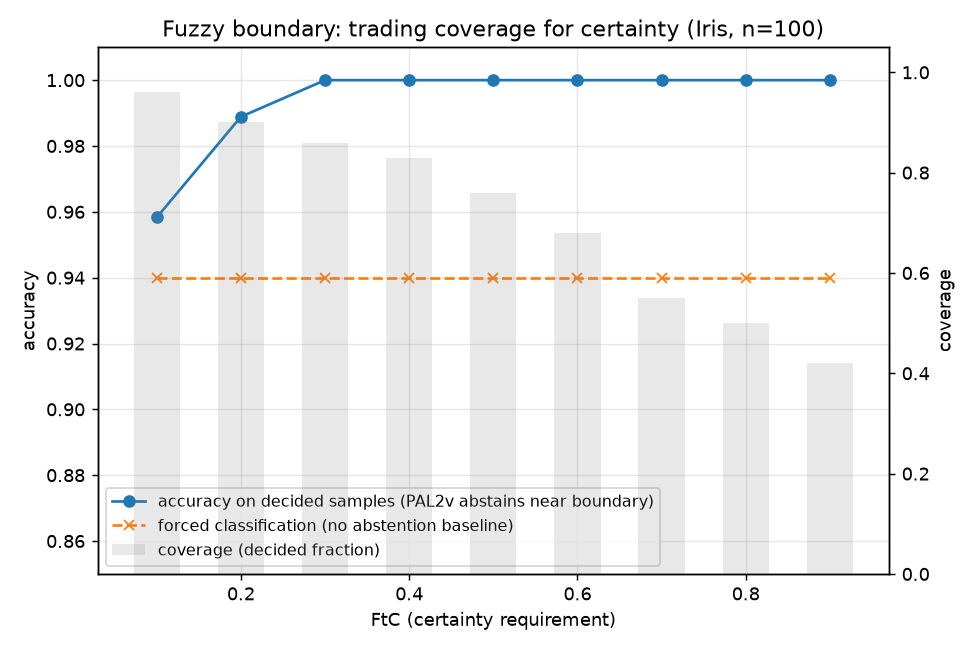 Fuzzy boundary: trading coverage for certainty (Iris, n=100)
1.00
0.98
0.96
0.94
0.92
0.90
0.88
0.86
accuracy
1.0
0.8
0.6
0.4
0.2
0.0
coverage
accuracy on decided samples (PAL2v abstains near boundary)
forced classification (no abstention baseline)
coverage (decided fraction)
0.2
0.4
0.6
0.8
FtC (certainty requirement)